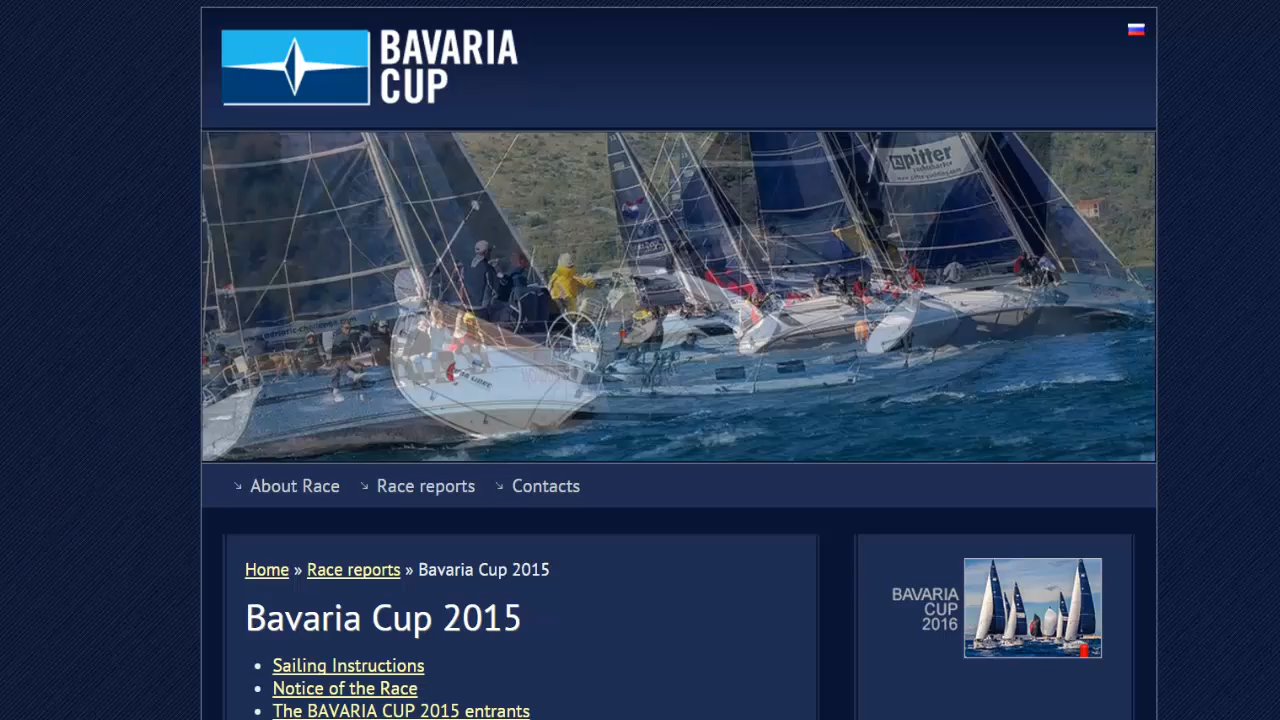 BAVARIA
CUP
pitter
About Race
Race reports
Contacts
Home » Race reports » Bavaria Cup 2015
Bavaria Cup 2015
Sailing Instructions
Notice of the Race
The BAVARIA CUP 2015 entrants
BAVARIA
CUP
2016